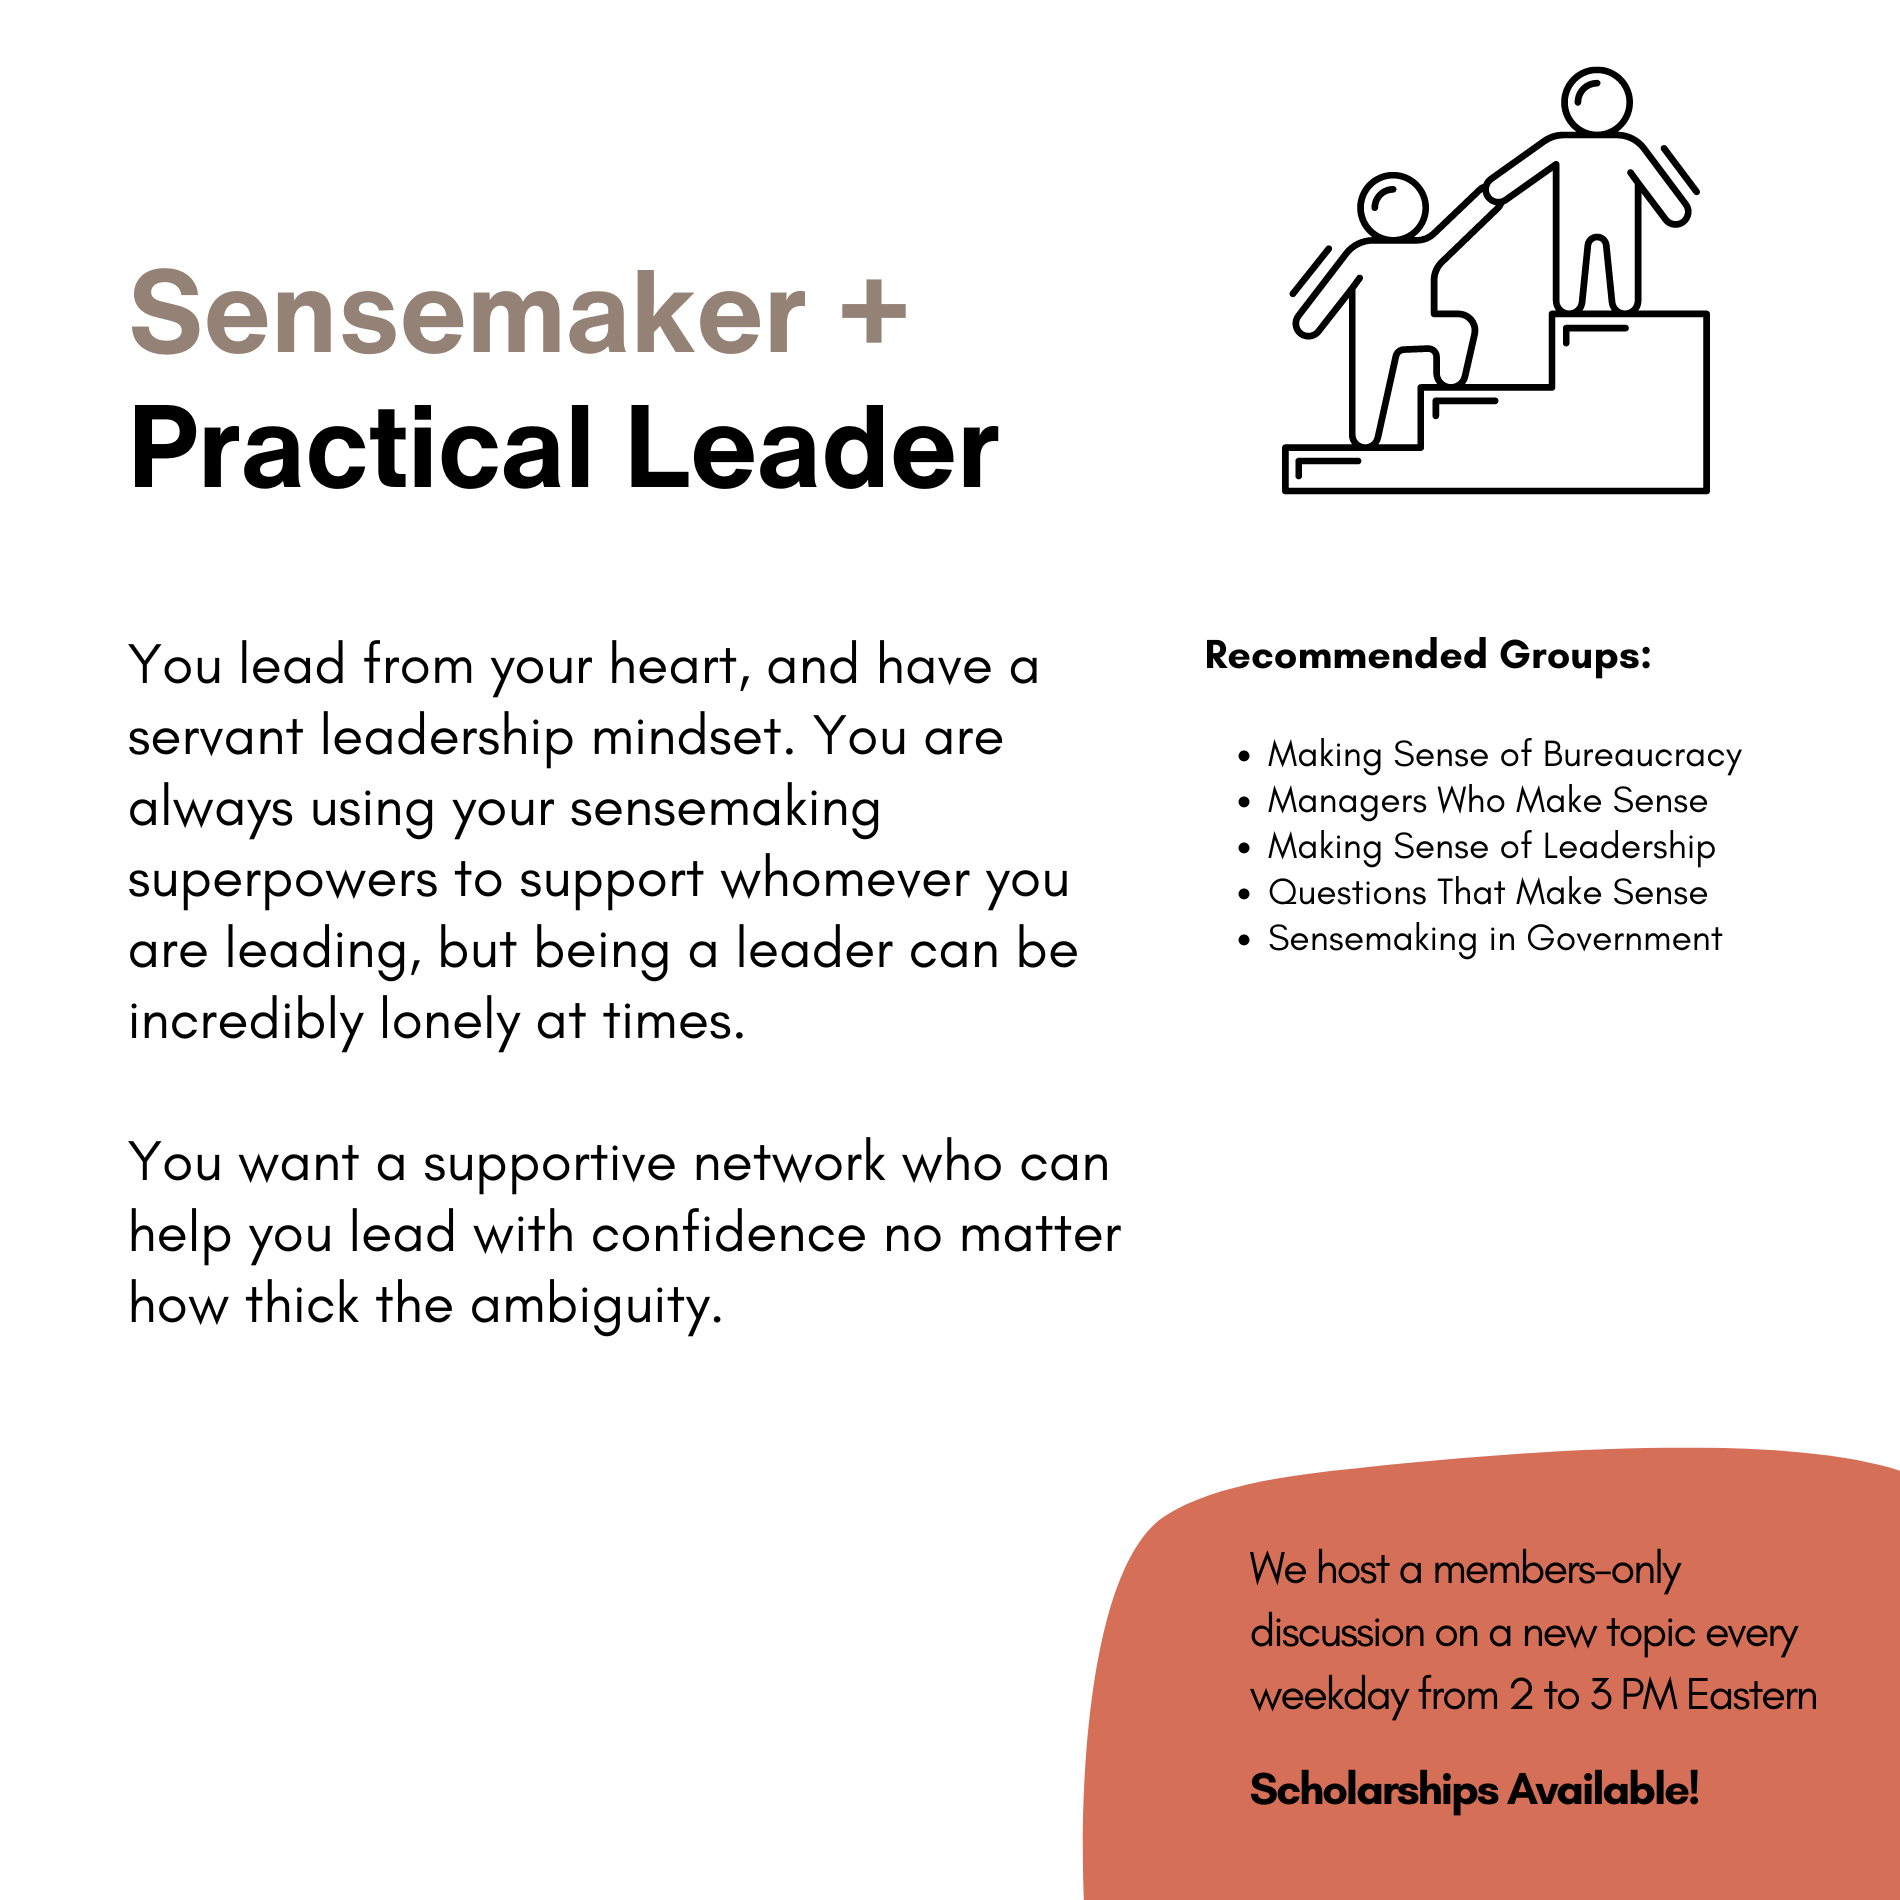 Sensemaker +
Practical Leader
You lead from your heart, and have a
servant leadership mindset. You are
always using your sensemaking
superpowers to support whomever you
are leading, but being a leader can be
incredibly lonely at times.
You want a supportive network who can
help you lead with confidence no matter
how thick the ambiguity.
Recommended Groups:
• Making Sense of Bureaucracy
• Managers Who Make Sense
• Making Sense of Leadership
• Questions That Make Sense
• Sensemaking in Government
We host a members-only
discussion on a new topic every
weekday from 2 to 3 PM Eastern
Scholarships Available!